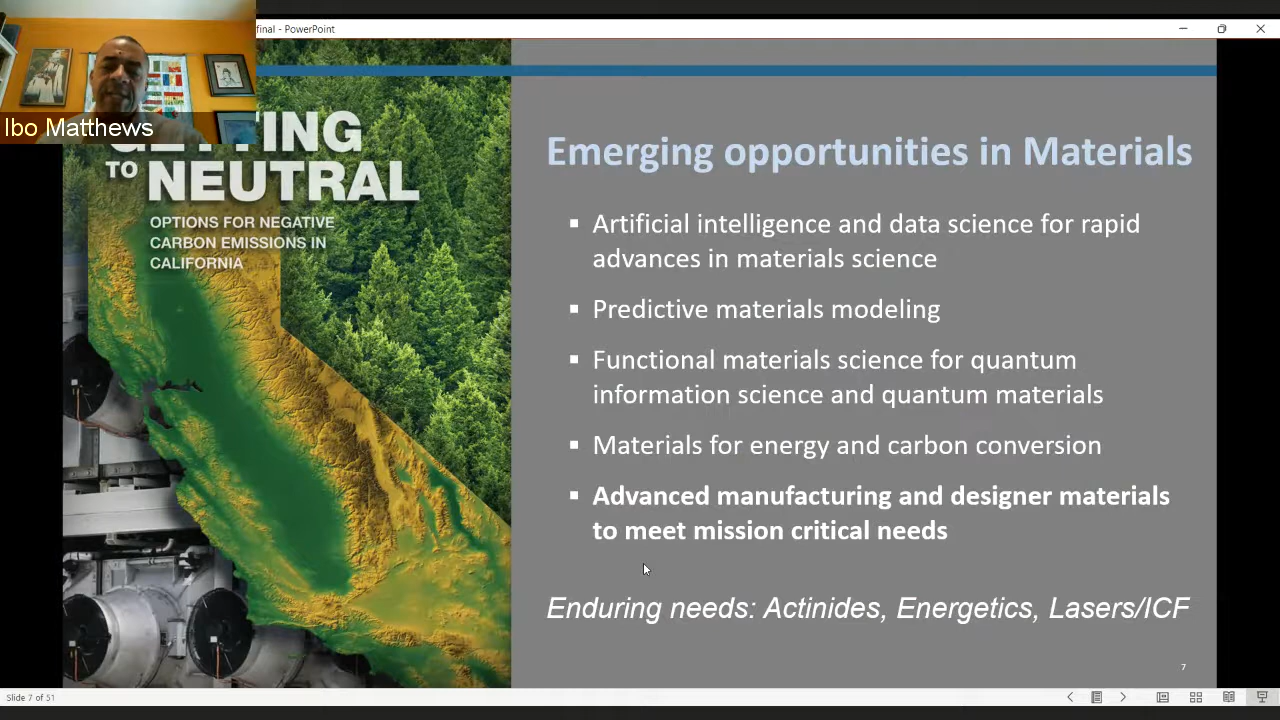 final - PowerPoint
Ibo Matthews
GETTING
TO NEUTRAL
OPTIONS FOR NEGATIVE
CARBON EMISSIONS IN
CALIFORNIA
Emerging opportunities in Materials
▪ Artificial intelligence and data science for rapid
advances in materials science
▪ Predictive materials modeling
▪ Functional materials science for quantum
information science and quantum materials
▪ Materials for energy and carbon conversion
▪ Advanced manufacturing and designer materials
to meet mission critical needs
Enduring needs: Actinides, Energetics, Lasers/ICF
7
Slide 7 of 51